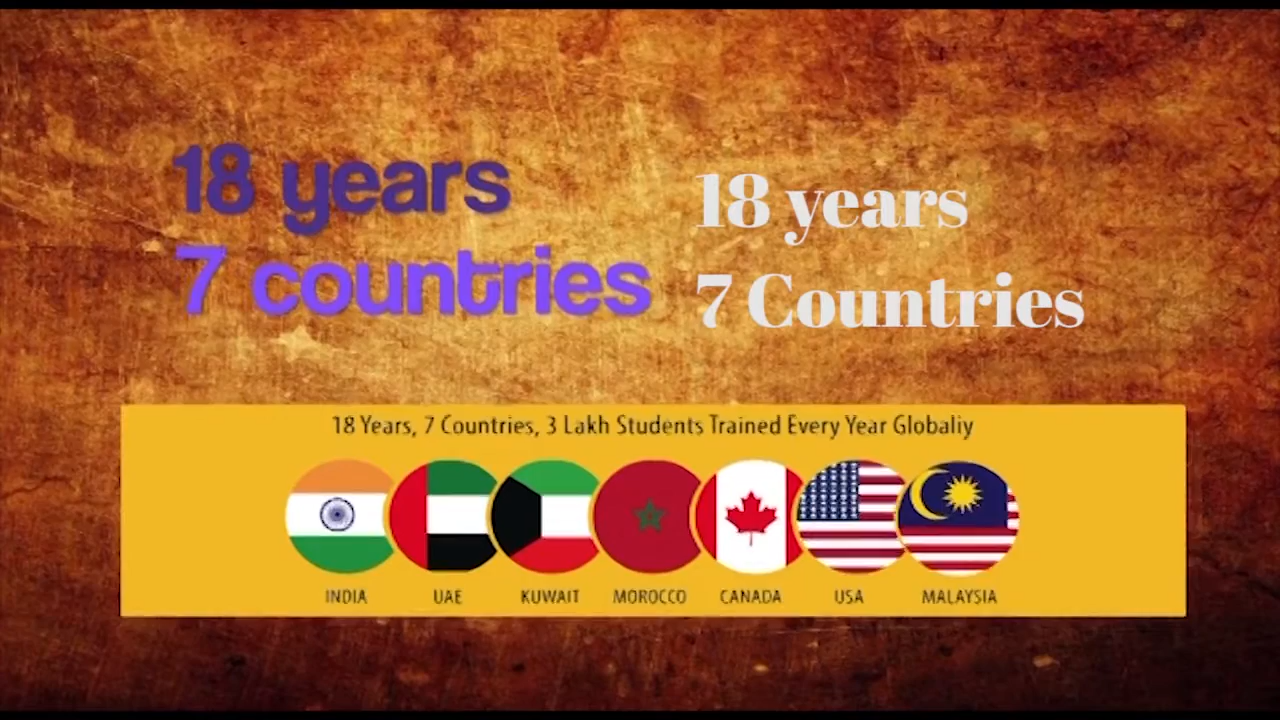 18 years
7 countries
18 years
7 Countries
18 Years, 7 Countries, 3 Lakh Students Trained Every Year Globaliy
INDIA
UAE
KUWAIT
MOROCCO
CANADA
USA
MALAYSIA